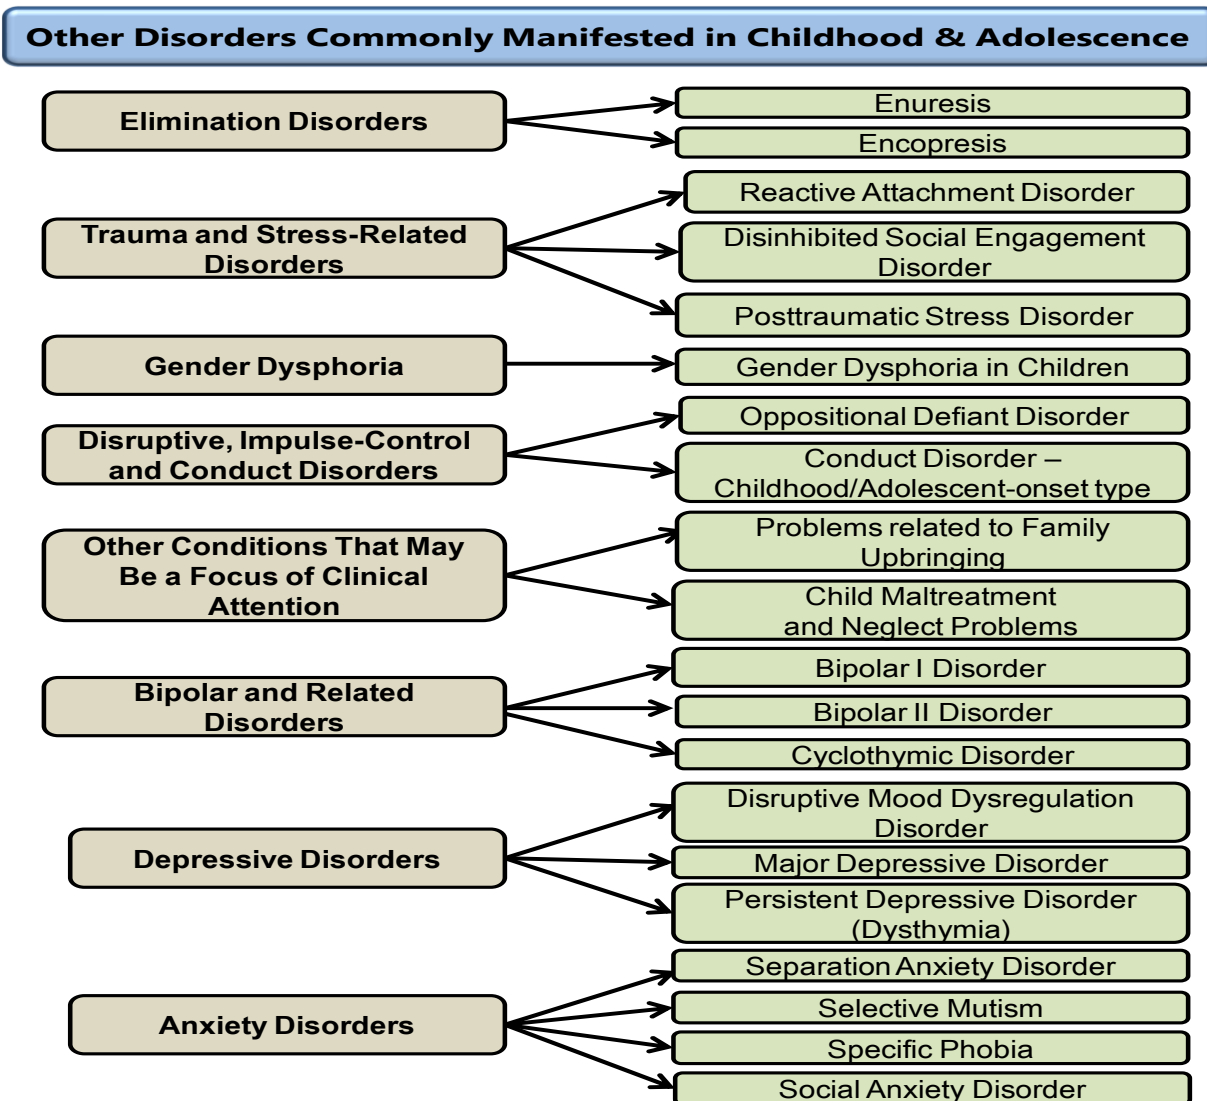 Other Disorders Commonly Manifested in Childhood & Adolescence
Elimination Disorders
Enuresis
Encopresis
Trauma and Stress-Related
Disorders
Reactive Attachment Disorder
Disinhibited Social Engagement
Disorder
Posttraumatic Stress Disorder
Gender Dysphoria
Gender Dysphoria in Children
Disruptive, Impulse-Control
and Conduct Disorders
Oppositional Defiant Disorder
Conduct Disorder –
Childhood/Adolescent-onset type
Other Conditions That May
Be a Focus of Clinical
Attention
Problems related to Family
Upbringing
Child Maltreatment
and Neglect Problems
Bipolar and Related
Disorders
Bipolar I Disorder
Bipolar II Disorder
Cyclothymic Disorder
Depressive Disorders
Disruptive Mood Dysregulation
Disorder
Major Depressive Disorder
Persistent Depressive Disorder
(Dysthymia)
Anxiety Disorders
Separation Anxiety Disorder
Selective Mutism
Specific Phobia
Social Anxiety Disorder